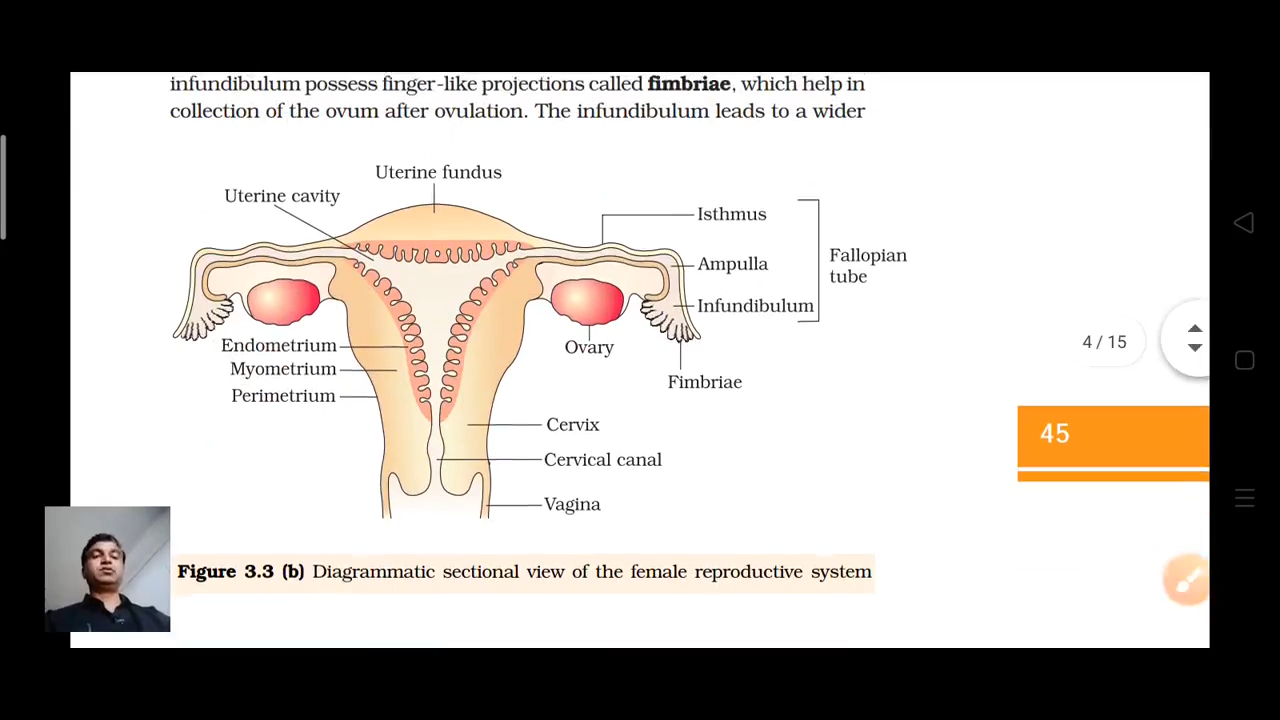 infundibulum possess finger-like projections called fimbriae, which help in
collection of the ovum after ovulation. The infundibulum leads to a wider
Uterine fundus
Uterine cavity
Isthmus
Ampulla
Infundibulum
Fallopian
tube
Endometrium
Myometrium
Perimetrium
Ovary
Fimbriae
Cervix
Cervical canal
Vagina
4 / 15
45
Figure 3.3 (b) Diagrammatic sectional view of the female reproductive system